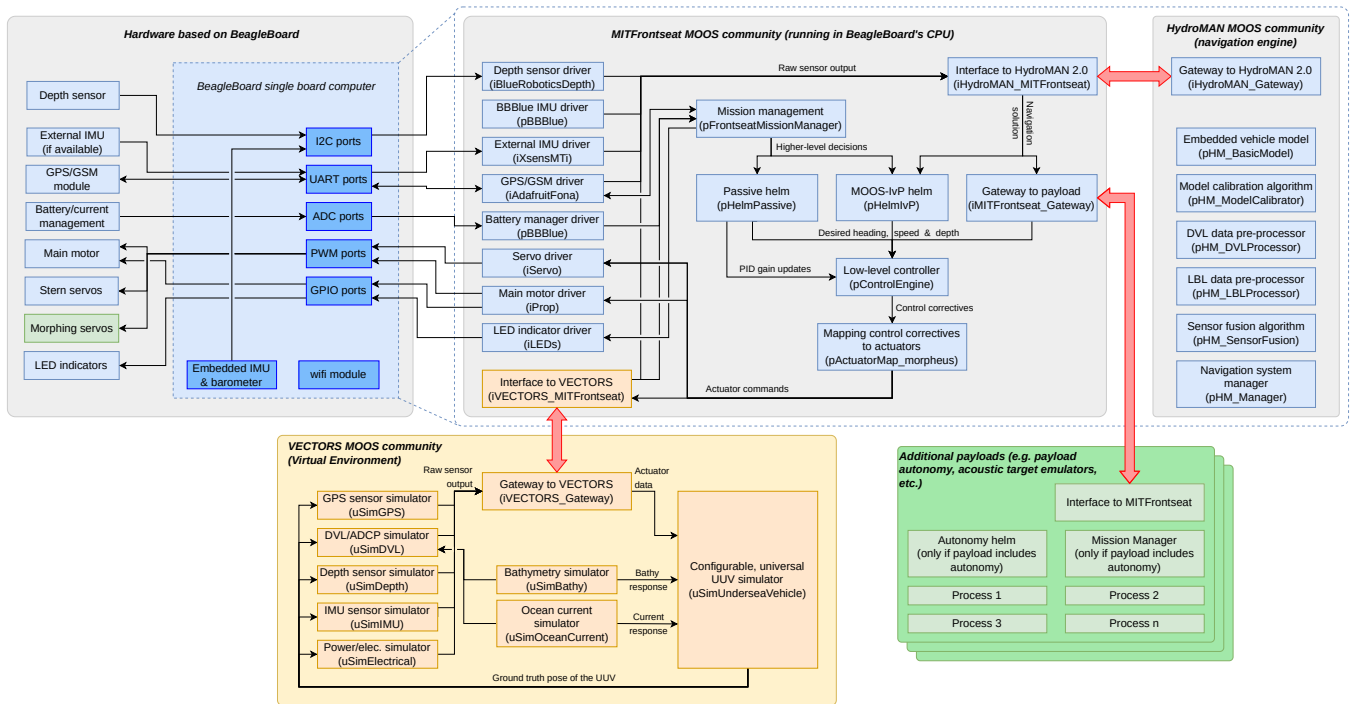 Hardware based on BeagleBoard
BeagleBoard single board computer
Depth sensor
External IMU
(if available)
GPS/GSM
module
Battery/current
management
Main motor
Stern servos
Morphing servos
LED indicators
I2C ports
UART ports
ADC ports
PWM ports
GPIO ports
Embedded IMU
& barometer
wifi module
MITFrontseat MOOS community (running in BeagleBoard's CPU)
Depth sensor driver
(iBlueRoboticsDepth)
BBBlue IMU driver
(pBBBlue)
External IMU driver
(iXsensMTi)
GPS/GSM driver
(iAdafruitFona)
Battery manager driver
(pBBBlue)
Servo driver
(iServo)
Main motor driver
(iProp)
LED indicator driver
(iLEDs)
Interface to VECTORS
(iVECTORS_MITFrontseat)
Raw sensor output
Mission management
(pFrontseatMissionManager)
Higher-level decisions
Interface to HydroMAN 2.0
(iHydroMAN_MITFrontseat)
Navigation
solution
Passive helm
(pHelmPassive)
MOOS-IvP helm
(pHelmIvP)
Gateway to payload
(iMITFrontseat_Gateway)
Desired heading, speed & depth
PID gain updates
Low-level controller
(pControlEngine)
Control correctives
Mapping control correctives
to actuators
(pActuatorMap_morpheus)
Actuator commands
HydroMAN MOOS community
(navigation engine)
Gateway to HydroMAN 2.0
(iHydroMAN_Gateway)
Embedded vehicle model
(pHM_BasicModel)
Model calibration algorithm
(pHM_ModelCalibrator)
DVL data pre-processor
(pHM_DVLProcessor)
LBL data pre-processor
(pHM_LBLProcessor)
Sensor fusion algorithm
(pHM_SensorFusion)
Navigation system
manager
(pHM_Manager)
VECTORS MOOS community
(Virtual Environment)
Raw sensor
output
Gateway to VECTORS
(iVECTORS_Gateway)
Actuator
data
GPS sensor simulator
(uSimGPS)
DVL/ADCP simulator
(uSimDVL)
Depth sensor simulator
(uSimDepth)
IMU sensor simulator
(uSimIMU)
Power/elec. simulator
(uSimElectrical)
Bathymetry simulator
(uSimBathy)
Bathy
response
Ocean current
simulator
(uSimOceanCurrent)
Current
response
Configurable, universal
UUV simulator
(uSimUnderseaVehicle)
Ground truth pose of the UUV
Additional payloads (e.g. payload
autonomy, acoustic target emulators,
etc.)
Interface to MITFrontseat
Autonomy helm
(only if payload includes
autonomy)
Mission Manager
(only if payload includes
autonomy)
Process 1
Process 2
Process 3
Process n